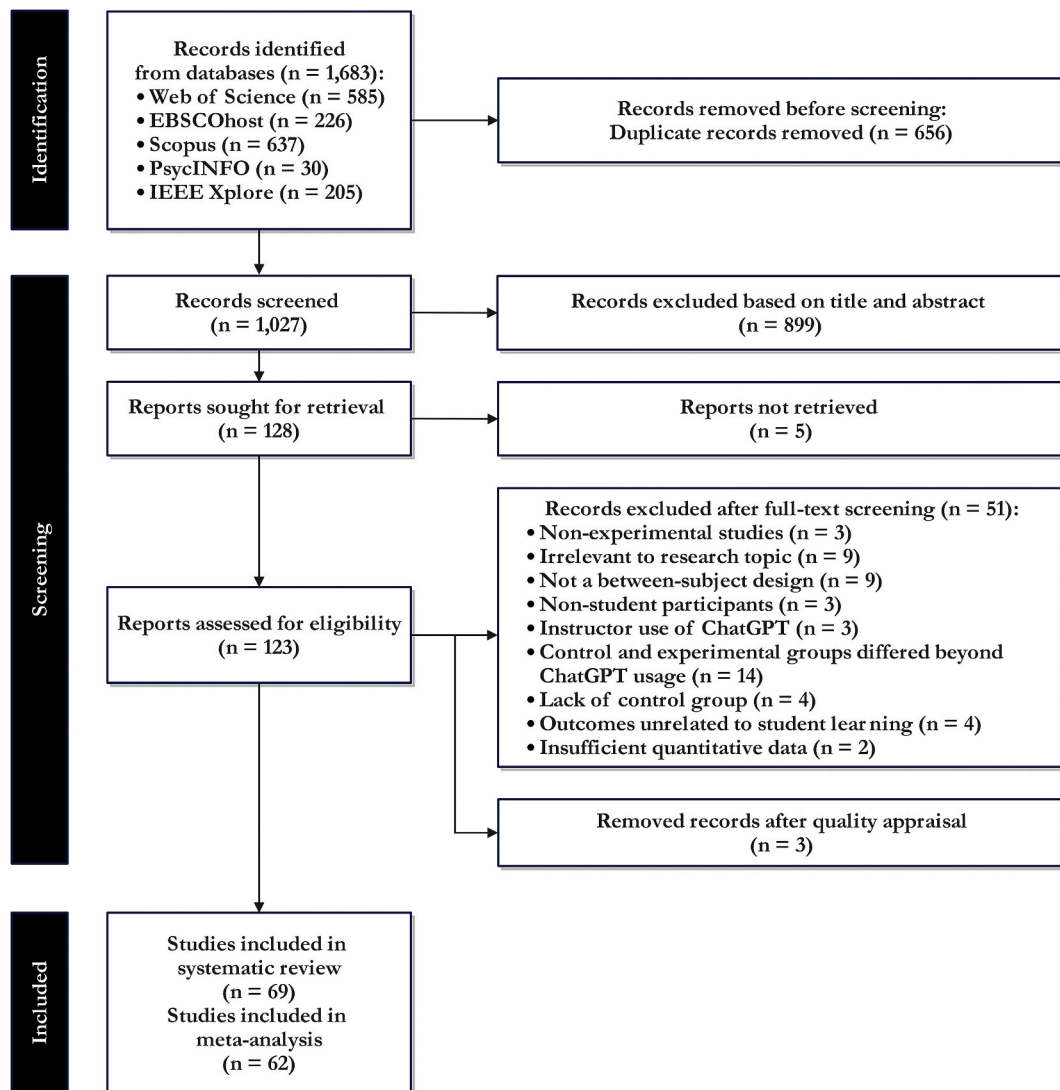 Identification
Records identified
from databases (n = 1,683):
• Web of Science (n = 585)
• EBSCOhost (n = 226)
• Scopus (n = 637)
• PsycINFO (n = 30)
• IEEE Xplore (n = 205)
Records removed before screening:
Duplicate records removed (n = 656)
Screening
Records screened
(n = 1,027)
Records excluded based on title and abstract
(n = 899)
Reports sought for retrieval
(n = 128)
Reports not retrieved
(n = 5)
Reports assessed for eligibility
(n = 123)
Records excluded after full-text screening (n = 51):
• Non-experimental studies (n = 3)
• Irrelevant to research topic (n = 9)
• Not a between-subject design (n = 9)
• Non-student participants (n = 3)
• Instructor use of ChatGPT (n = 3)
• Control and experimental groups differed beyond
ChatGPT usage (n = 14)
• Lack of control group (n = 4)
• Outcomes unrelated to student learning (n = 4)
• Insufficient quantitative data (n = 2)
Removed records after quality appraisal
(n = 3)
Included
Studies included in
systematic review
(n = 69)
Studies included in
meta-analysis
(n = 62)